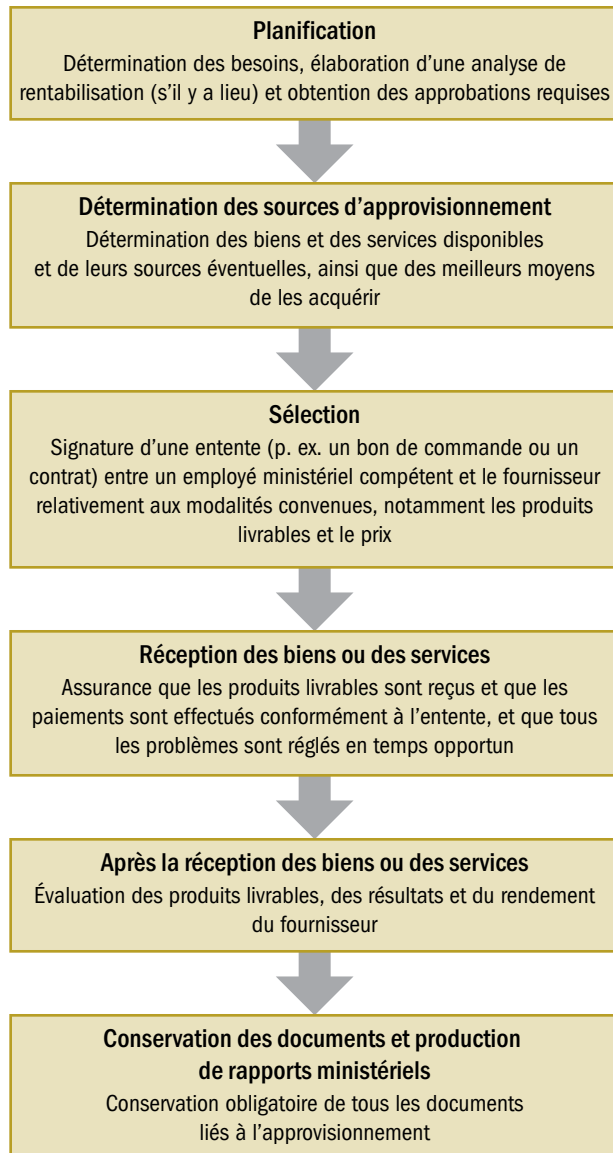 Planification
Détermination des besoins, élaboration d'une analyse de
rentabilisation (s'il y a lieu) et obtention des approbations requises
Détermination des sources d'approvisionnement
Détermination des biens et des services disponibles
et de leurs sources éventuelles, ainsi que des meilleurs moyens
de les acquérir
Sélection
Signature d'une entente (p. ex. un bon de commande ou un
contrat) entre un employé ministériel compétent et le fournisseur
relativement aux modalités convenues, notamment les produits
livrables et le prix
Réception des biens ou des services
Assurance que les produits livrables sont reçus et que les
paiements sont effectués conformément à l'entente, et que tous
les problèmes sont réglés en temps opportun
Après la réception des biens ou des services
Évaluation des produits livrables, des résultats et du rendement
du fournisseur
Conservation des documents et production
de rapports ministériels
Conservation obligatoire de tous les documents
liés à l'approvisionnement